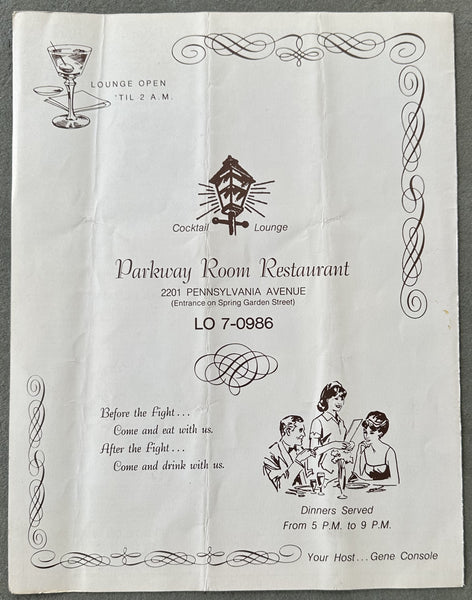 LOUNGE OPEN
'TIL 2 A.M.
Cocktail Lounge
Parkway Room Restaurant
2201 PENNSYLVANIA AVENUE
(Entrance on Spring Garden Street)
LO 7-0986
Before the Fight...
Come and eat with us.
After the Fight...
Come and drink with us.
Dinners Served
From 5 P.M. to 9 P.M.
Your Host...Gene Console